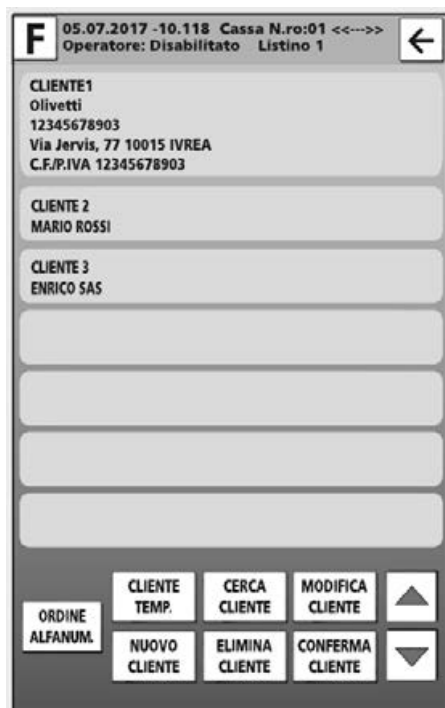 F
05.07.2017 -10.118 Cassa N.ro:01 <<--->>
Operatore: Disabilitato Listino 1
CLIENTE1
Olivetti
12345678903
Via Jervis, 77 10015 IVREA
C.F./P.IVA 12345678903
CLIENTE 2
MARIO ROSSI
CLIENTE 3
ENRICO SAS
ORDINE
ALFANUM.
CLIENTE
TEMP.
CERCA
CLIENTE
MODIFICA
CLIENTE
NUOVO
CLIENTE
ELIMINA
CLIENTE
CONFERMA
CLIENTE